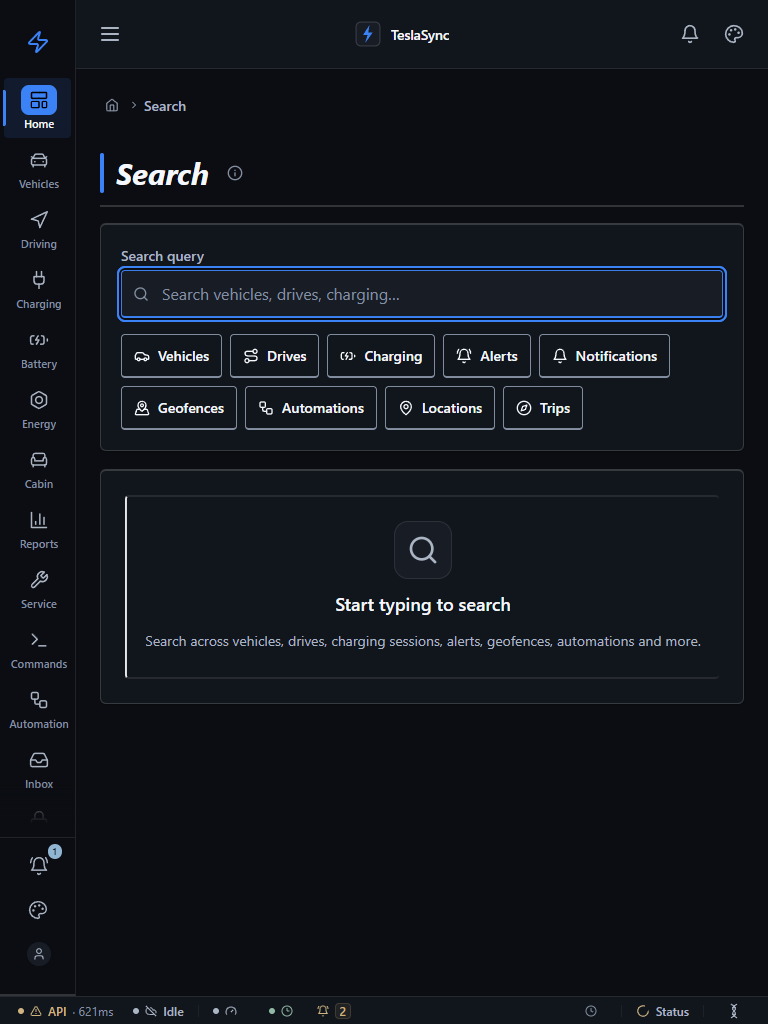 TeslaSync
Home
Vehicles
Driving
Charging
Battery
Energy
Cabin
Reports
Service
Commands
Automation
Inbox
1
Search
Search
Search query
Search vehicles, drives, charging...
Vehicles Drives Charging Alerts Notifications
Geofences Automations Locations Trips
Start typing to search
Search across vehicles, drives, charging sessions, alerts, geofences, automations and more.
API · 621ms Idle 2 Status